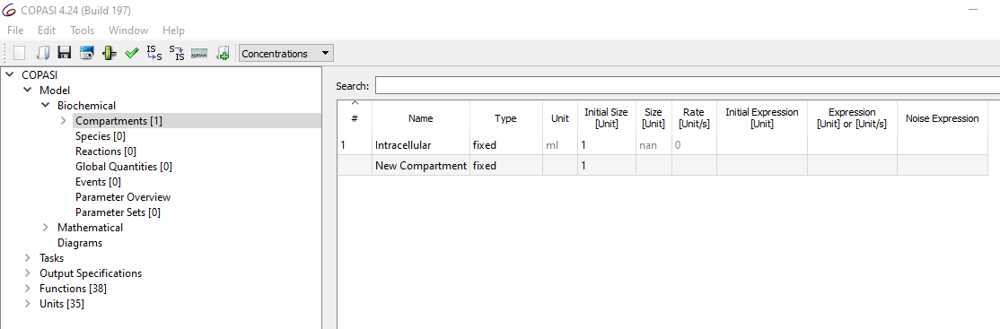 COPASI 4.24 (Build 197)
File Edit Tools Window Help
IS S
S IS
Concentrations
COPASI
Model
Biochemical
Compartments [1]
Species [0]
Reactions [0]
Global Quantities [0]
Events [0]
Parameter Overview
Parameter Sets [0]
Mathematical
Diagrams
Tasks
Output Specifications
Functions [38]
Units [35]
Search:
# Name Type Unit Initial Size [Unit] Size [Unit] Rate [Unit/s] Initial Expression [Unit] Expression [Unit] or [Unit/s] Noise Expression
1 Intracellular fixed ml 1 nan 0
New Compartment fixed 1